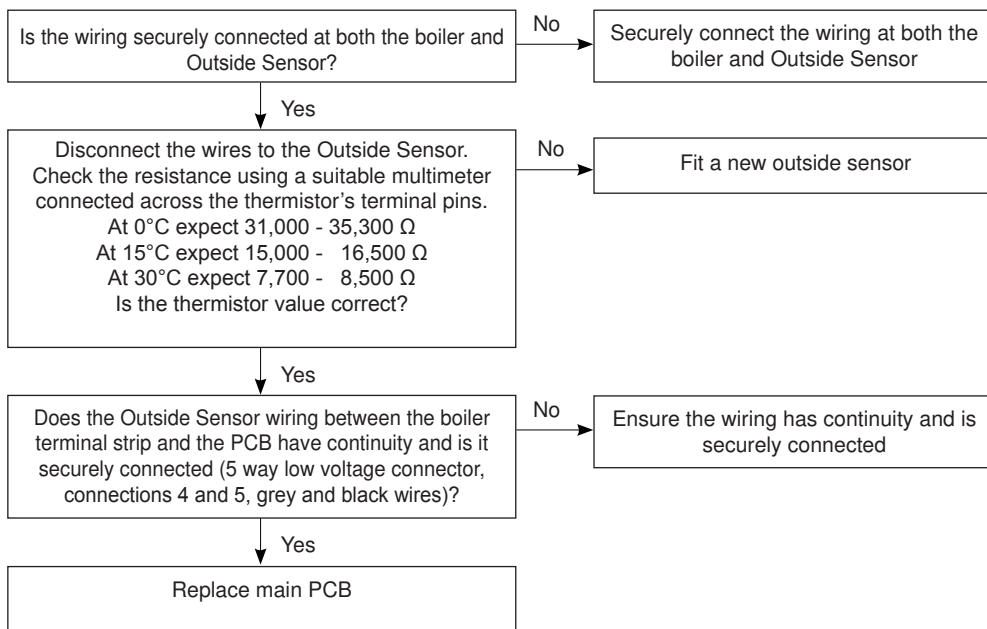 Is the wiring securely connected at both the boiler and
Outside Sensor?
No
Securely connect the wiring at both the
boiler and Outside Sensor
Yes
Disconnect the wires to the Outside Sensor.
Check the resistance using a suitable multimeter
connected across the thermistor’s terminal pins.
At 0°C expect 31,000 - 35,300 Ω
At 15°C expect 15,000 - 16,500 Ω
At 30°C expect 7,700 - 8,500 Ω
Is the thermistor value correct?
No
Fit a new outside sensor
Yes
Does the Outside Sensor wiring between the boiler
terminal strip and the PCB have continuity and is it
securely connected (5 way low voltage connector,
connections 4 and 5, grey and black wires)?
No
Ensure the wiring has continuity and is
securely connected
Yes
Replace main PCB